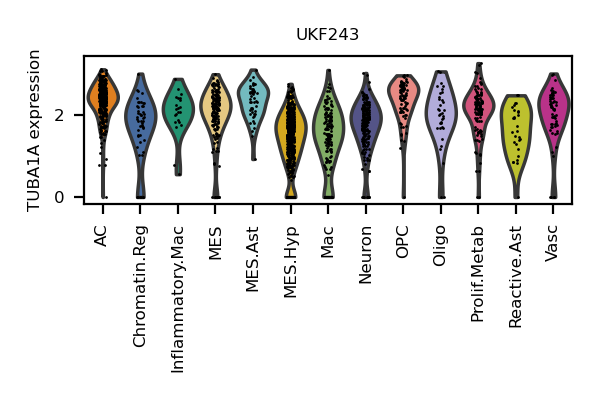 UKF243
TUBA1A expression
2
0
AC
Chromatin.Reg
Inflammatory.Mac
MES
MES.Ast
MES.Hyp
Mac
Neuron
OPC
Oligo
Prolif.Metab
Reactive.Ast
Vasc